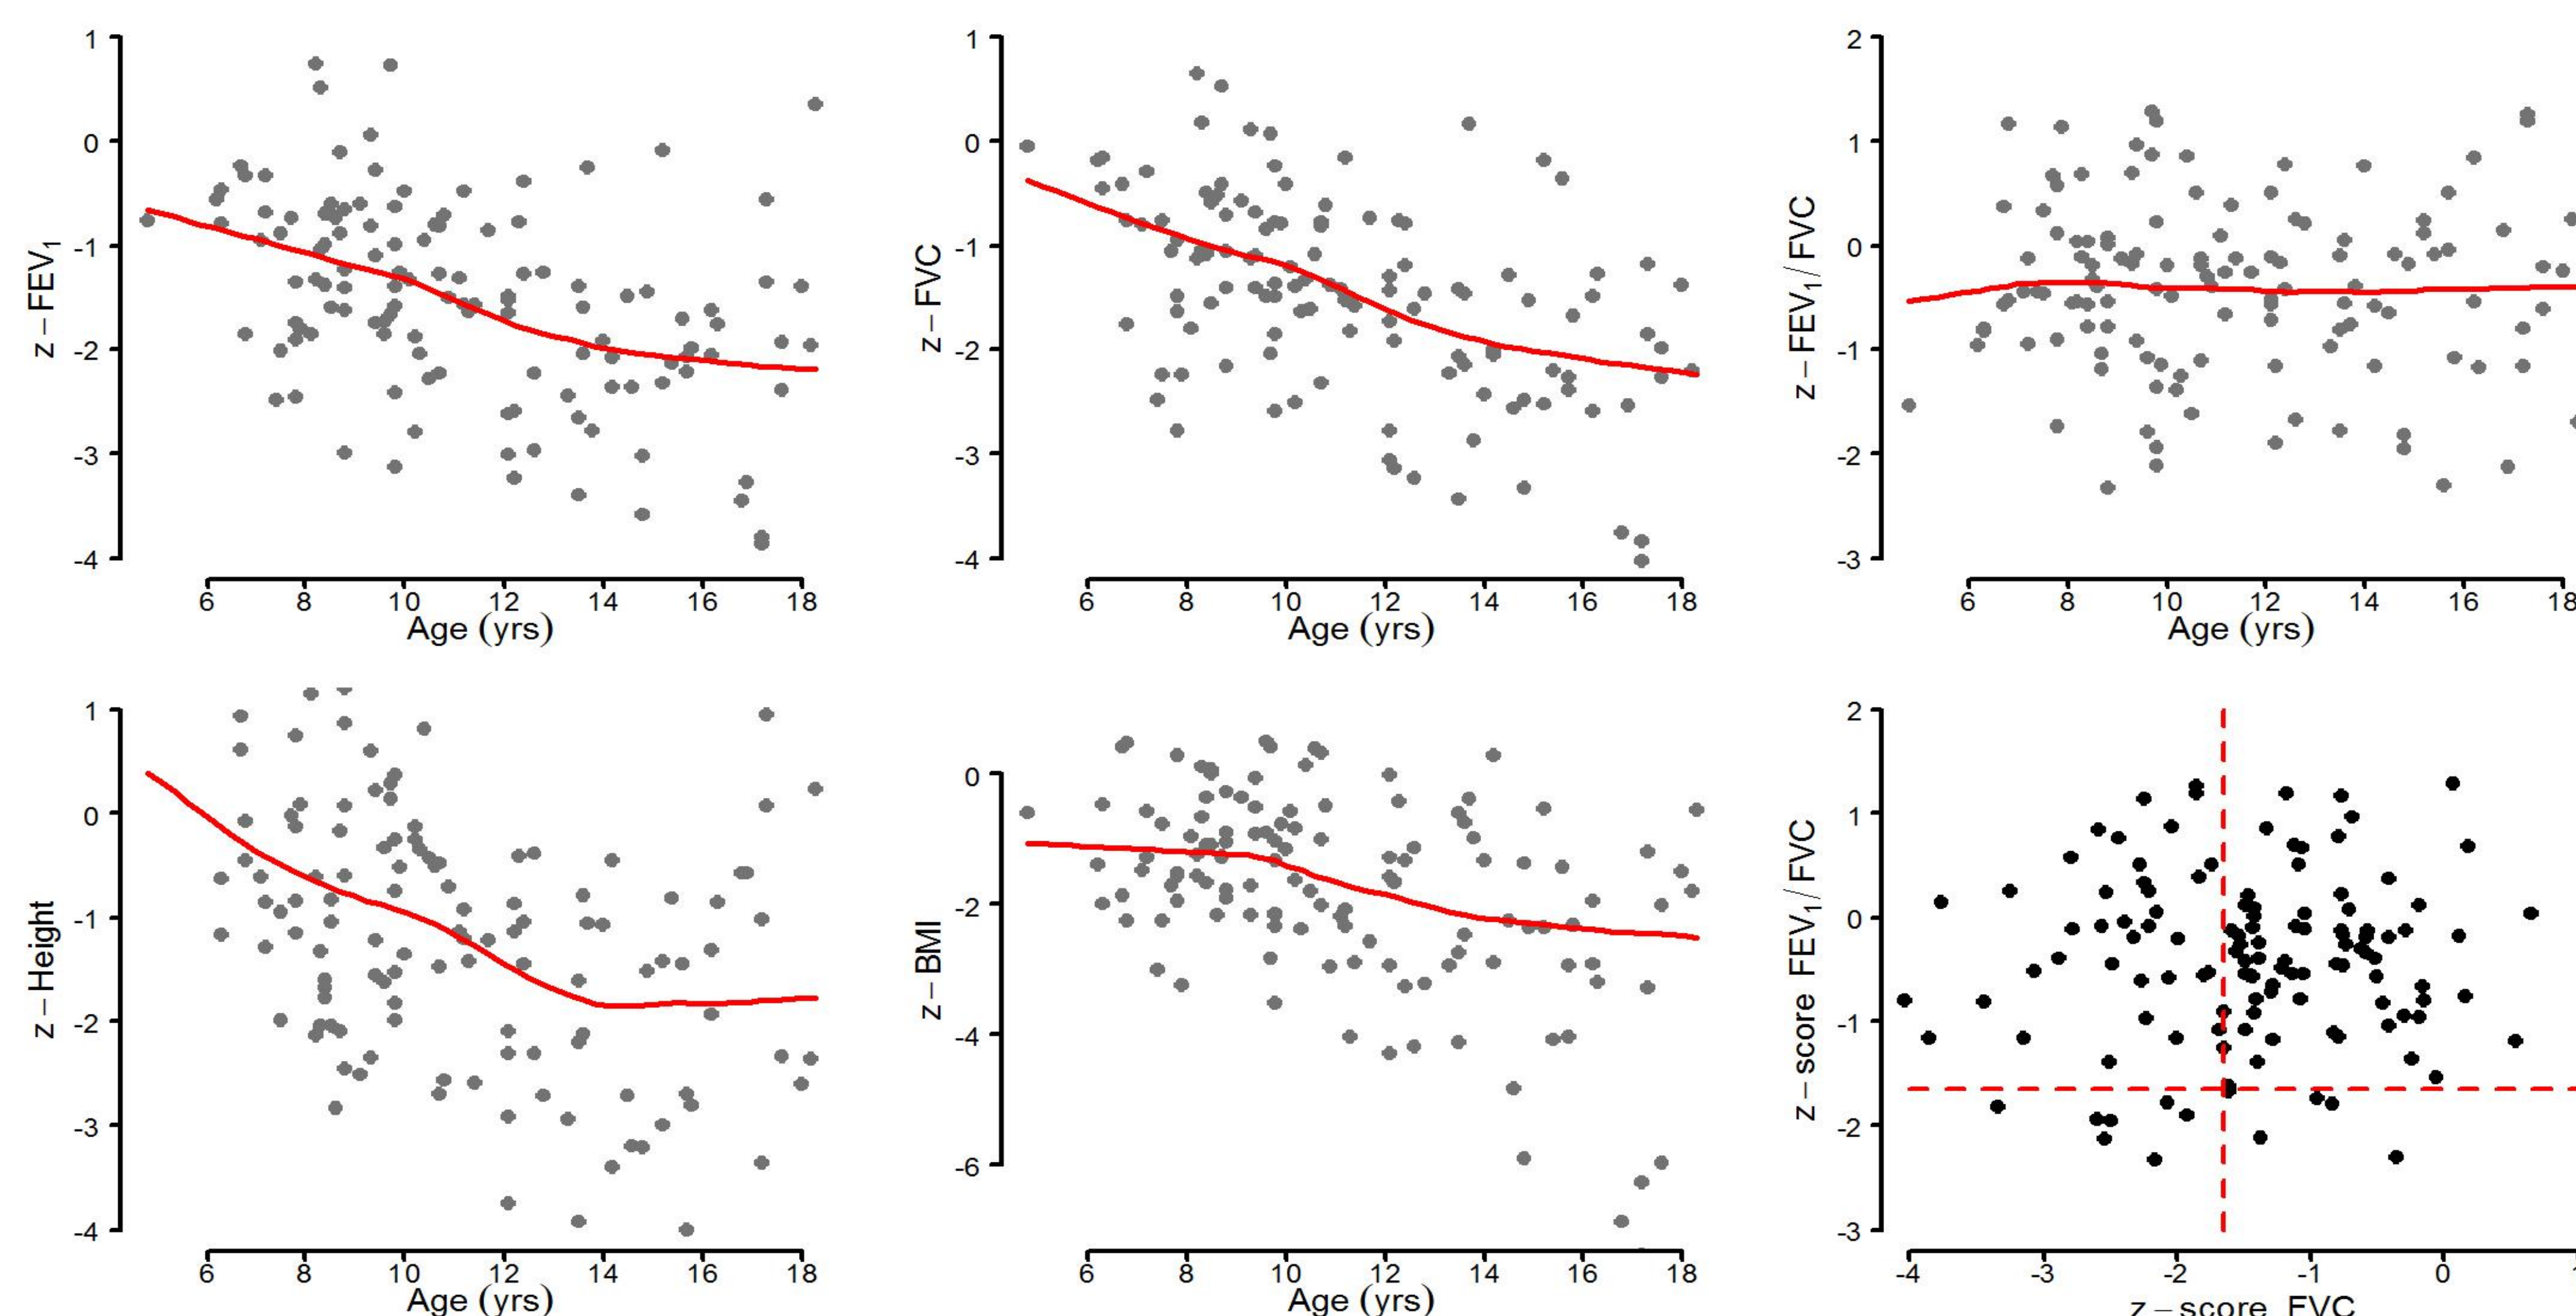 1
0
-1
-2
-3
-4
z – FEV1
6 8 10 12 14 16 18
Age (yrs)
1
0
-1
-2
-3
-4
z – FVC
6 8 10 12 14 16 18
Age (yrs)
2
1
0
-1
-2
-3
z – FEV1 / FVC
6 8 10 12 14 16 18
Age (yrs)
1
0
-1
-2
-3
-4
z – Height
6 8 10 12 14 16 18
Age (yrs)
0
-2
-4
-6
z – BMI
6 8 10 12 14 16 18
Age (yrs)
2
1
0
-1
-2
-3
z – score FEV1 / FVC
-4 -3 -2 -1 0
z – score FVC